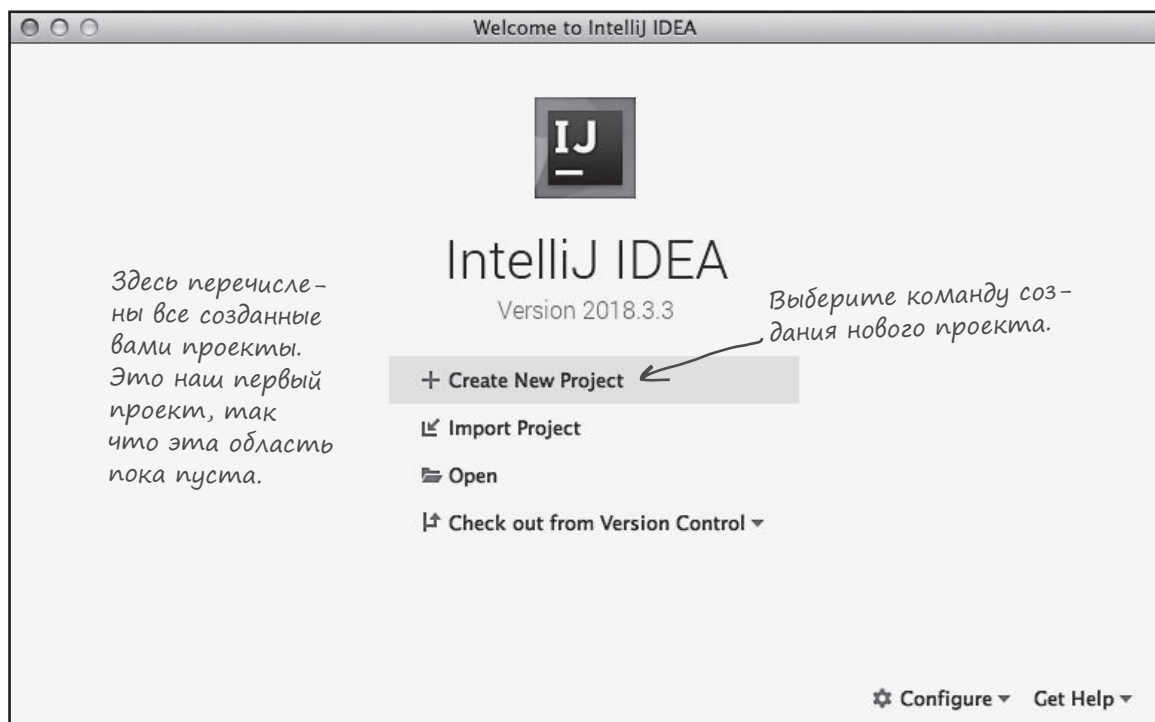 Welcome to IntelliJ IDEA
IJ
IntelliJ IDEA
Version 2018.3.3
Здесь перечисле-
ны все созданные
вами проекты.
Это наш первый
проект, так
что эта область
пока пуста.
Выберите команду соз-
дания нового проекта.
Create New Project
Import Project
Open
Check out from Version Control
Configure
Get Help